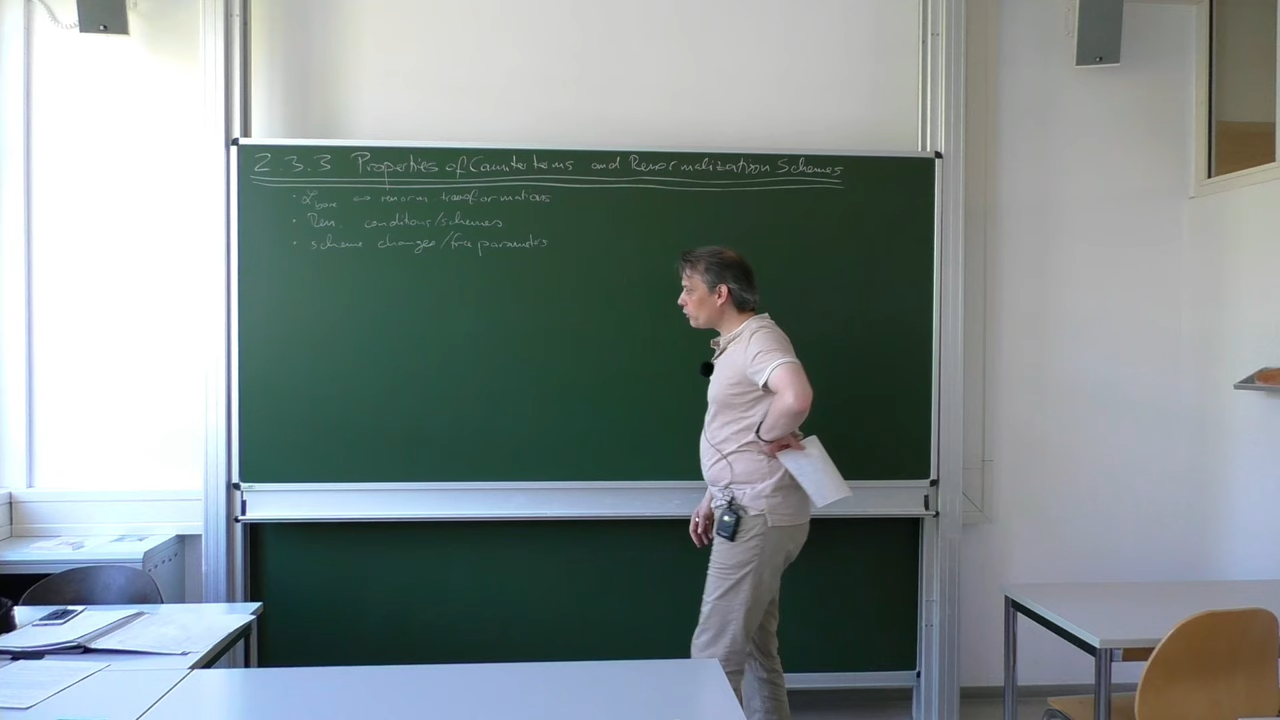 2.3.3 Properties of Counterterms and Renormalization Schemes
· ℒ_bare ↔ renorm. transformations
· Ren. conditions/schemes
· scheme changes/free parameters